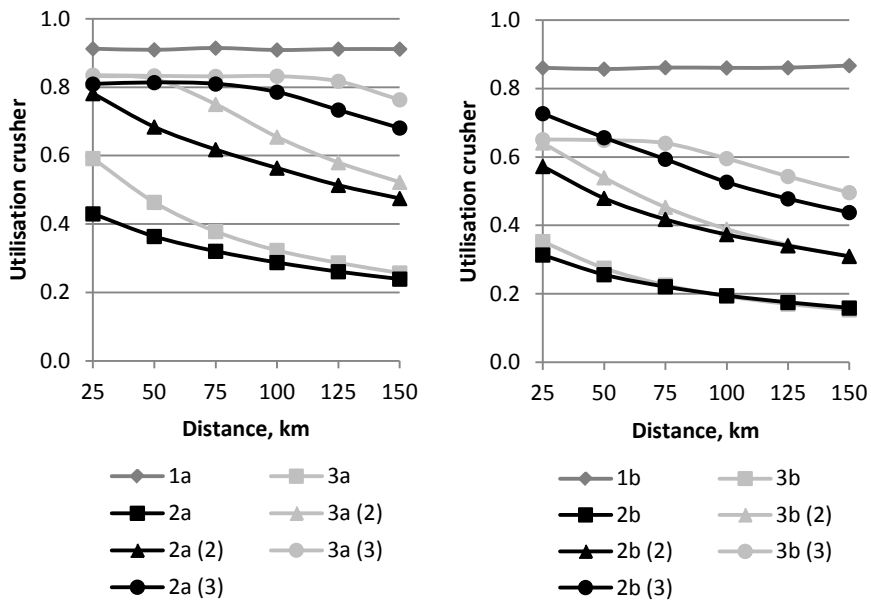 1.0
0.8
0.6
0.4
0.2
0.0
Utilisation crusher
25 50 75 100 125 150
Distance, km
1a 3a
2a 3a (2)
2a (2) 3a (3)
2a (3)
1.0
0.8
0.6
0.4
0.2
0.0
Utilisation crusher
25 50 75 100 125 150
Distance, km
1b 3b
2b 3b (2)
2b (2) 3b (3)
2b (3)